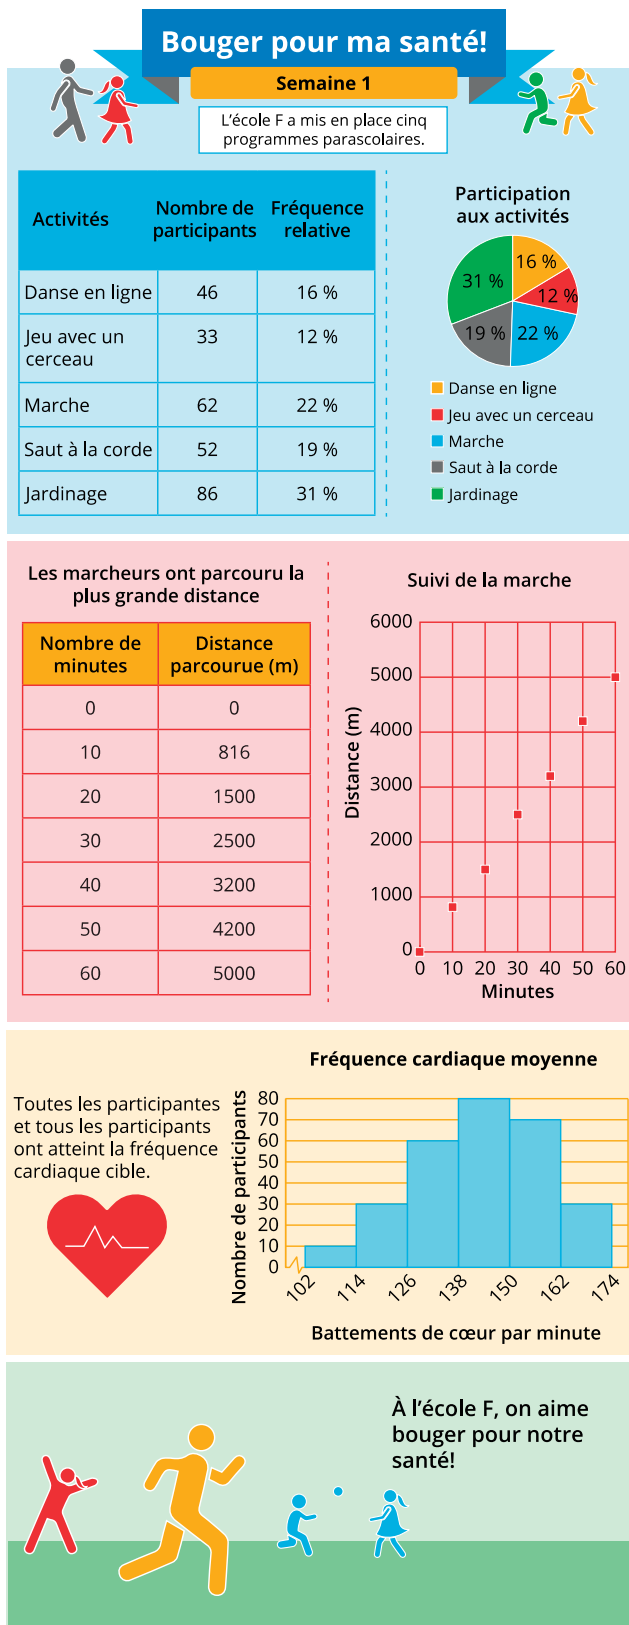 Bouger pour ma santé!
Semaine 1
L'école F a mis en place cinq
programmes parascolaires.
Activités
Nombre de
participants
Fréquence
relative
Danse en ligne 46 16 %
Jeu avec un
cerceau
33 12 %
Marche 62 22 %
Saut à la corde 52 19 %
Jardinage 86 31 %
Participation
aux activités
16 %
31 %
12 %
19 % 22 %
Danse en ligne
Jeu avec un cerceau
Marche
Saut à la corde
Jardinage
Les marcheurs ont parcouru la
plus grande distance
Nombre de
minutes
Distance
parcourue (m)
0 0
10 816
20 1500
30 2500
40 3200
50 4200
60 5000
Suivi de la marche
Distance (m)
6000
5000
4000
3000
2000
1000
0
0 10 20 30 40 50 60
Minutes
Toutes les participantes
et tous les participants
ont atteint la fréquence
cardiaque cible.
Fréquence cardiaque moyenne
Nombre de participants
80
70
60
50
40
30
20
10
0
102 114 126 138 150 162 174
Battements de cœur par minute
À l'école F, on aime
bouger pour notre
santé!